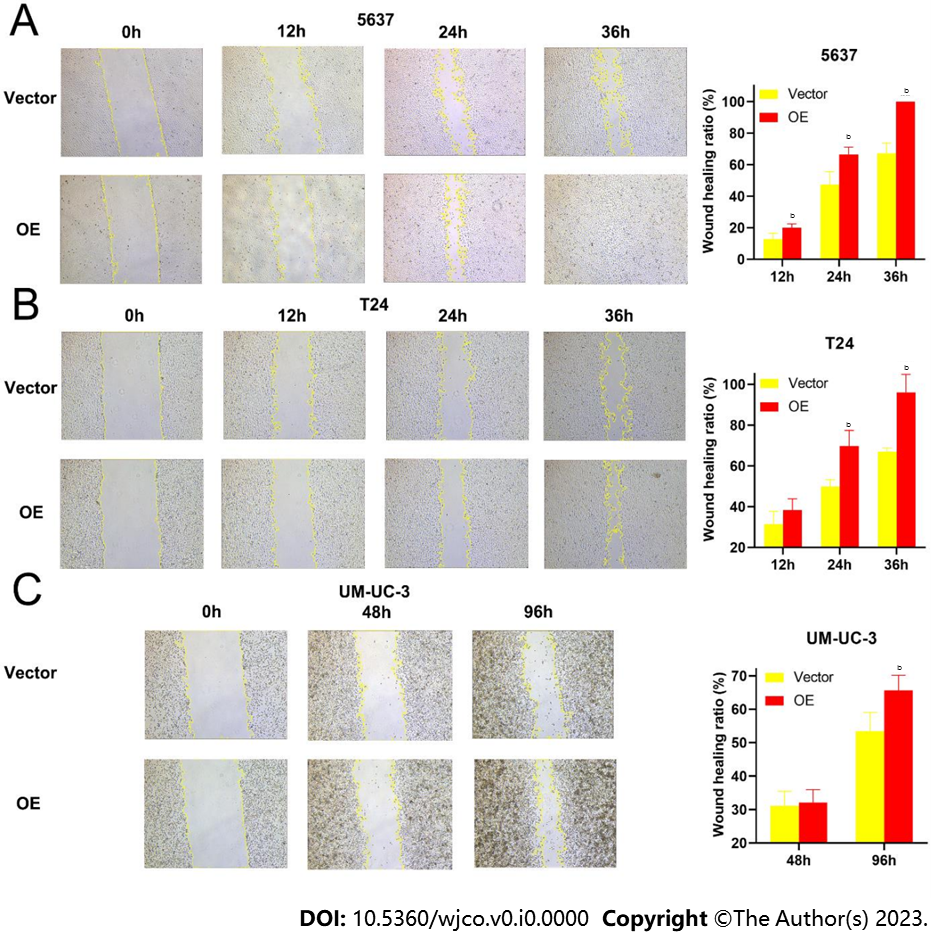 A
5637
0h 12h 24h 36h
Vector
OE
5637
Wound healing ratio (%)
Vector
OE
100
80
60
40
20
0
b
b
b
12h 24h 36h
B
T24
0h 12h 24h 36h
Vector
OE
T24
Wound healing ratio (%)
Vector
OE
100
80
60
40
20
b
b
12h 24h 36h
C
UM-UC-3
0h 48h 96h
Vector
OE
UM-UC-3
Wound healing ratio (%)
Vector
OE
70
60
50
40
30
20
b
48h 96h
DOI: 10.5360/wjco.v0.i0.0000 Copyright ©The Author(s) 2023.